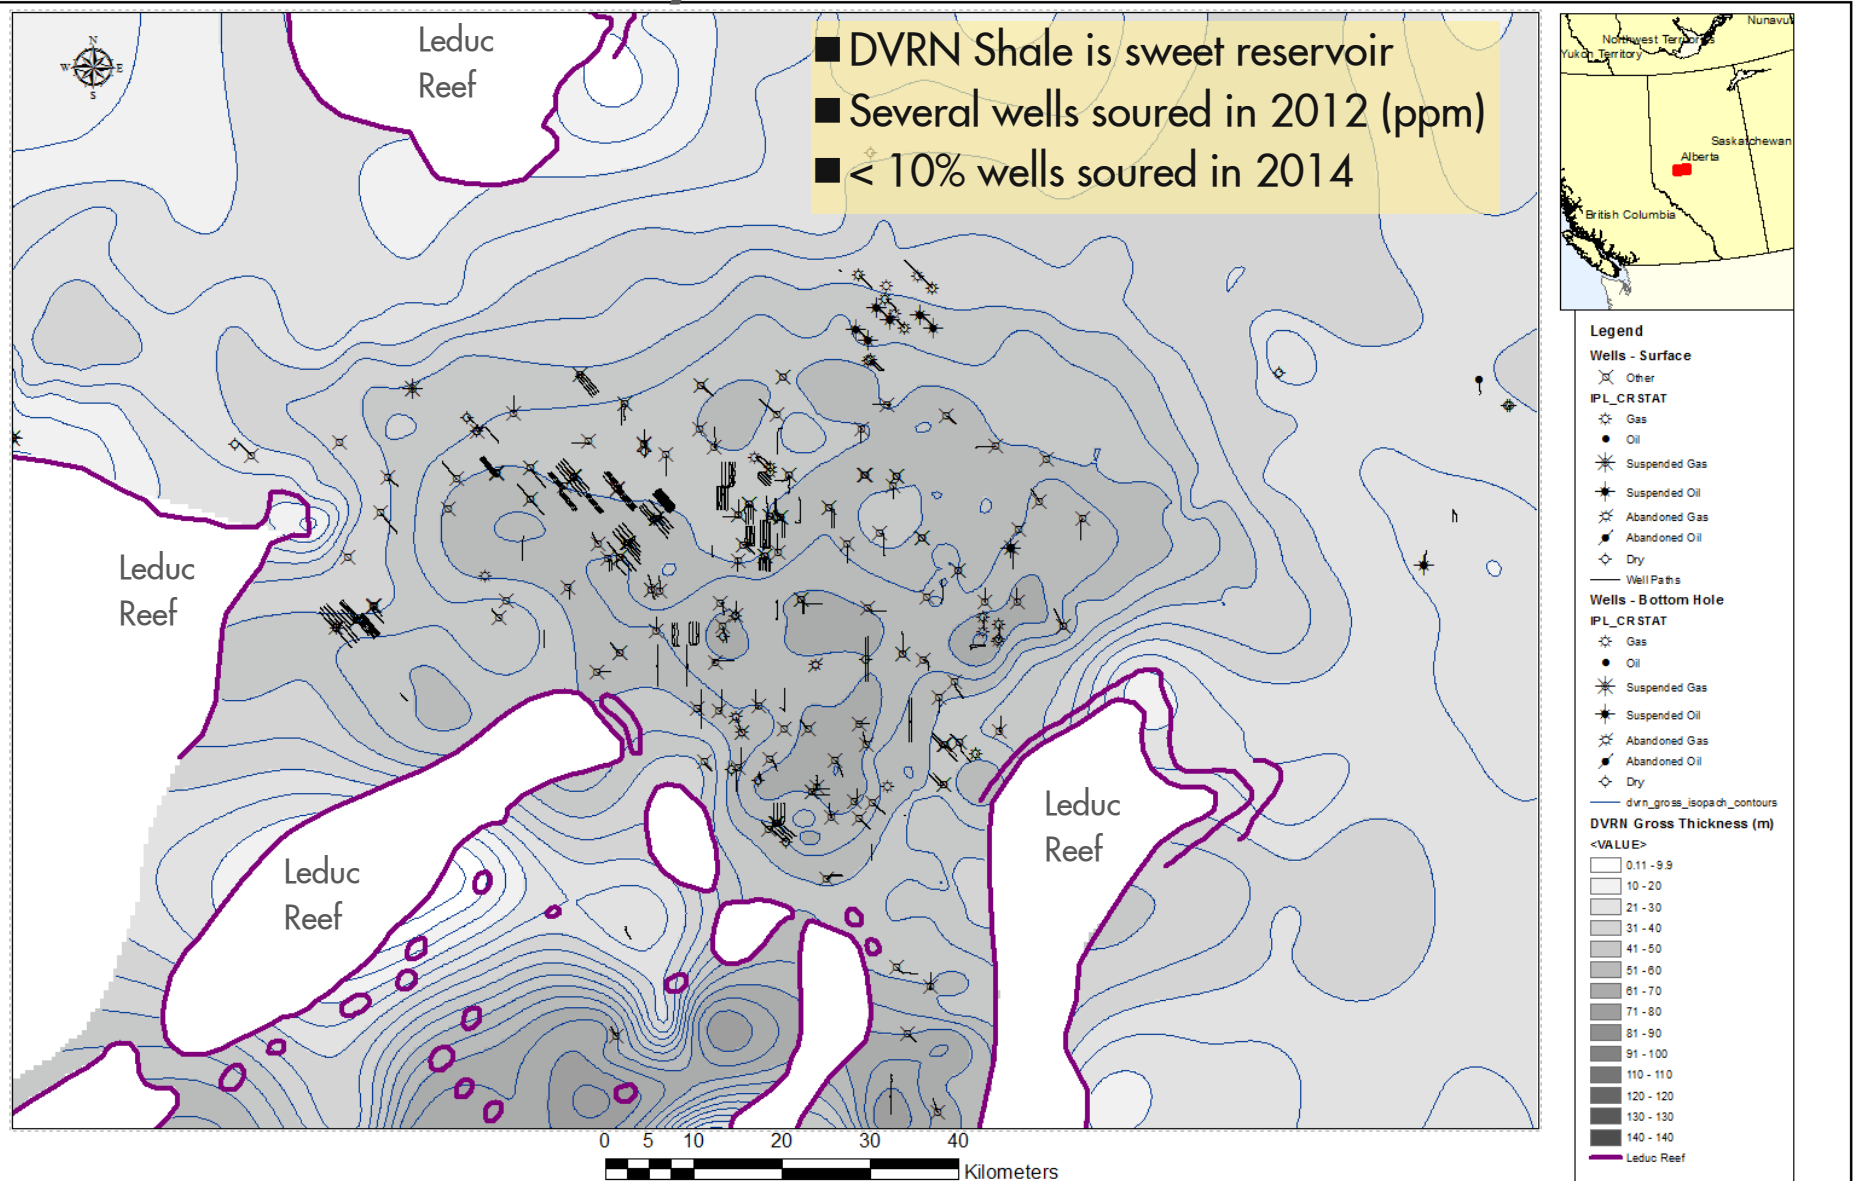 N
W
E
S
Leduc
Reef
■ DVRN Shale is sweet reservoir
■ Several wells soured in 2012 (ppm)
■ < 10% wells soured in 2014
Leduc
Reef
Leduc
Reef
Leduc
Reef
0 5 10 20 30 40
Kilometers
Nunavut
Northwest Territories
Yukon Territory
Saskatchewan
Alberta
British Columbia
Legend
Wells - Surface
Other
IPL_CRSTAT
Gas
Oil
Suspended Gas
Suspended Oil
Abandoned Gas
Abandoned Oil
Dry
Well Paths
Wells - Bottom Hole
IPL_CRSTAT
Gas
Oil
Suspended Gas
Suspended Oil
Abandoned Gas
Abandoned Oil
Dry
dvrn_gross_isopach_contours
DVRN Gross Thickness (m)
<VALUE>
0.11 - 9.9
10 - 20
21 - 30
31 - 40
41 - 50
51 - 60
61 - 70
71 - 80
81 - 90
91 - 100
110 - 110
120 - 120
130 - 130
140 - 140
Leduc Reef